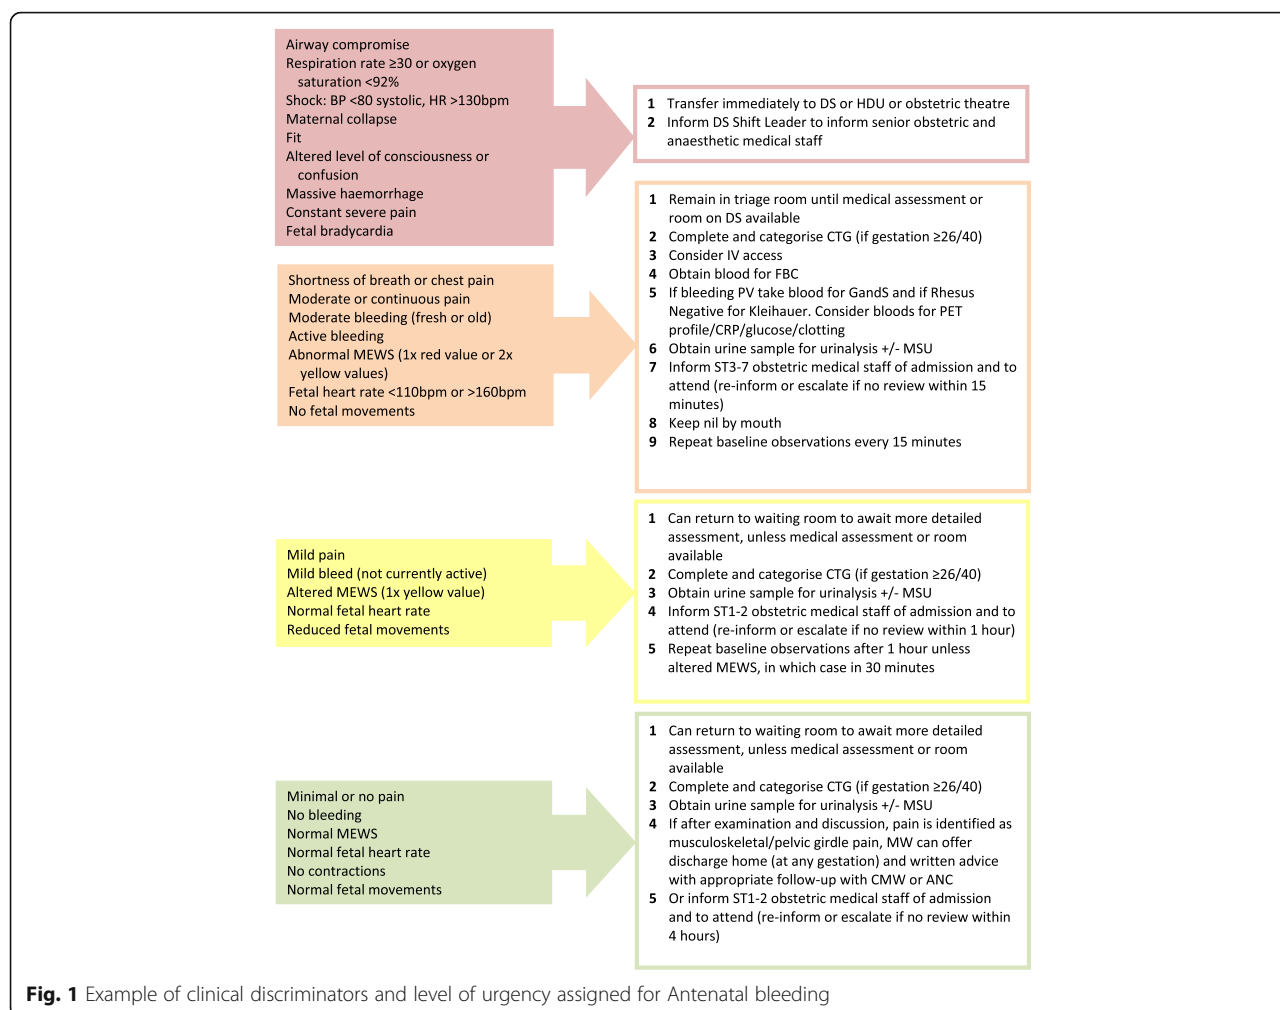 Airway compromise
Respiration rate ≥30 or oxygen
saturation <92%
Shock: BP <80 systolic, HR >130bpm
Maternal collapse
Fit
Altered level of consciousness or
confusion
Massive haemorrhage
Constant severe pain
Fetal bradycardia
1 Transfer immediately to DS or HDU or obstetric theatre
2 Inform DS Shift Leader to inform senior obstetric and
anaesthetic medical staff
Shortness of breath or chest pain
Moderate or continuous pain
Moderate bleeding (fresh or old)
Active bleeding
Abnormal MEWS (1x red value or 2x
yellow values)
Fetal heart rate <110bpm or >160bpm
No fetal movements
1 Remain in triage room until medical assessment or
room on DS available
2 Complete and categorise CTG (if gestation ≥26/40)
3 Consider IV access
4 Obtain blood for FBC
5 If bleeding PV take blood for GandS and if Rhesus
Negative for Kleihauer. Consider bloods for PET
profile/CRP/glucose/clotting
6 Obtain urine sample for urinalysis +/- MSU
7 Inform ST3-7 obstetric medical staff of admission and to
attend (re-inform or escalate if no review within 15
minutes)
8 Keep nil by mouth
9 Repeat baseline observations every 15 minutes
Mild pain
Mild bleed (not currently active)
Altered MEWS (1x yellow value)
Normal fetal heart rate
Reduced fetal movements
1 Can return to waiting room to await more detailed
assessment, unless medical assessment or room
available
2 Complete and categorise CTG (if gestation ≥26/40)
3 Obtain urine sample for urinalysis +/- MSU
4 Inform ST1-2 obstetric medical staff of admission and to
attend (re-inform or escalate if no review within 1 hour)
5 Repeat baseline observations after 1 hour unless
altered MEWS, in which case in 30 minutes
Minimal or no pain
No bleeding
Normal MEWS
Normal fetal heart rate
No contractions
Normal fetal movements
1 Can return to waiting room to await more detailed
assessment, unless medical assessment or room
available
2 Complete and categorise CTG (if gestation ≥26/40)
3 Obtain urine sample for urinalysis +/- MSU
4 If after examination and discussion, pain is identified as
musculoskeletal/pelvic girdle pain, MW can offer
discharge home (at any gestation) and written advice
with appropriate follow-up with CMW or ANC
5 Or inform ST1-2 obstetric medical staff of admission
and to attend (re-inform or escalate if no review within
4 hours)
Fig. 1 Example of clinical discriminators and level of urgency assigned for Antenatal bleeding